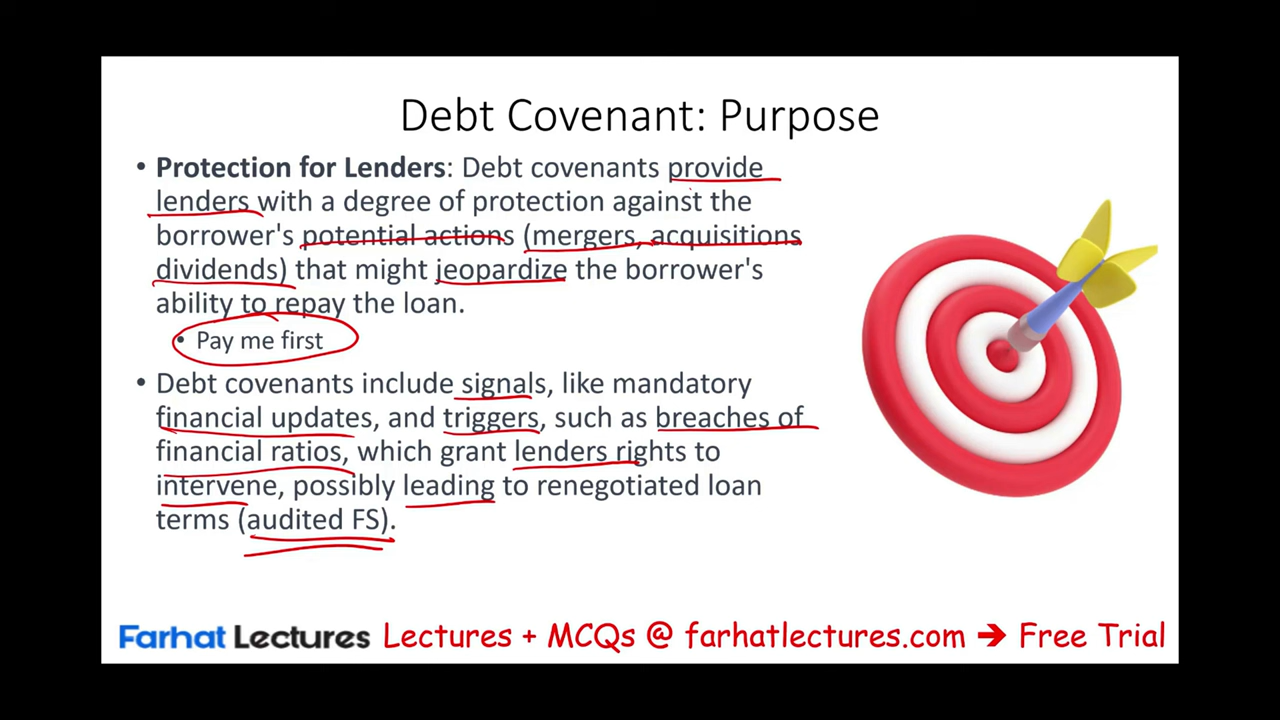 Debt Covenant: Purpose
• Protection for Lenders: Debt covenants provide
lenders with a degree of protection against the
borrower's potential actions (mergers, acquisitions
dividends) that might jeopardize the borrower's
ability to repay the loan.
• Pay me first
• Debt covenants include signals, like mandatory
financial updates, and triggers, such as breaches of
financial ratios, which grant lenders rights to
intervene, possibly leading to renegotiated loan
terms (audited FS).
Farhat Lectures Lectures + MCQs @ farhatlectures.com → Free Trial